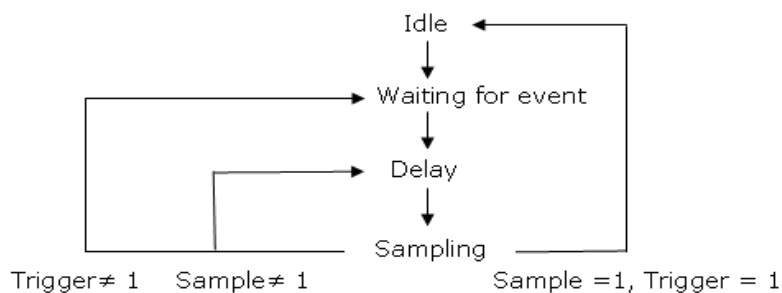 Idle
Waiting for event
Delay
Sampling
Trigger≠ 1 Sample≠ 1 Sample =1, Trigger = 1